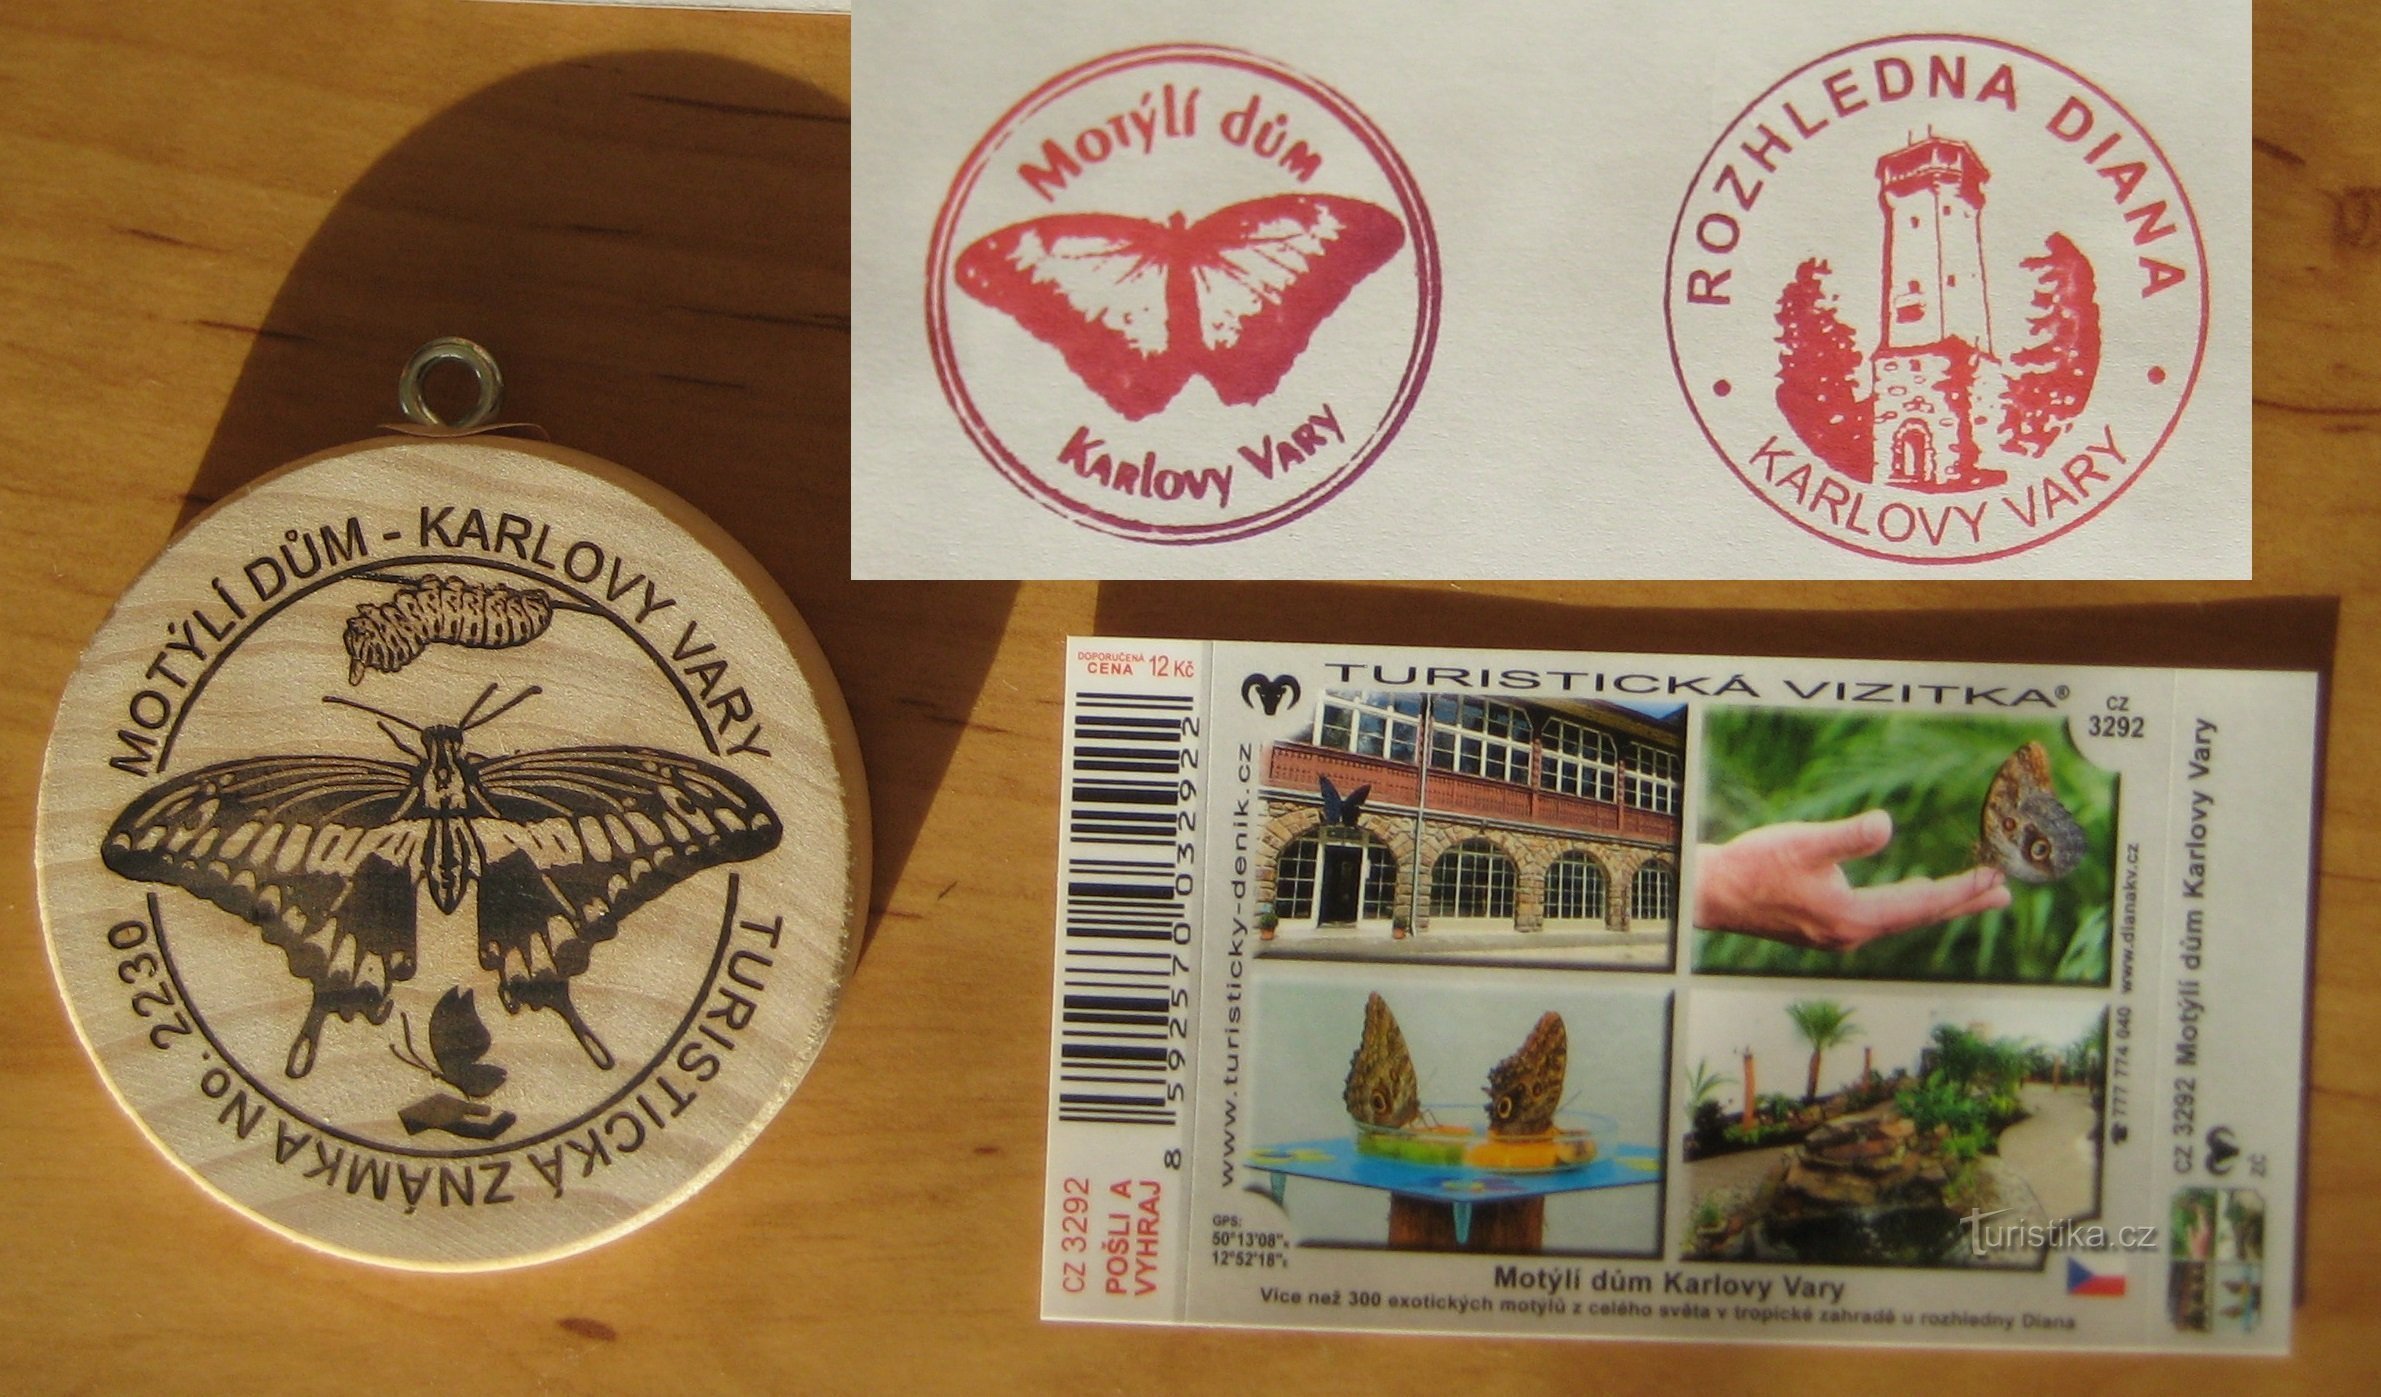 MOTÝLÍ DŮM - KARLOVY VARY
TURISTICKÁ ZNÁMKA No. 2230
Motýlí dům
Karlovy Vary
ROZHLEDNA DIANA
• KARLOVY VARY •
DOPORUČENÁ
CENA 12 Kč
8 592570 032922
CZ 3292
POŠLI A
VYHRAJ
TURISTICKÁ VIZITKA®
CZ
3292
www.turisticky-denik.cz
GPS:
50°13'08"N
12°52'18"E
☎ 777 774 040 www.dianakv.cz
Motýlí dům Karlovy Vary
Více než 300 exotických motýlů z celého světa v tropické zahradě u rozhledny Diana
CZ 3292 Motýlí dům Karlovy Vary
ZČ
Turistika.cz